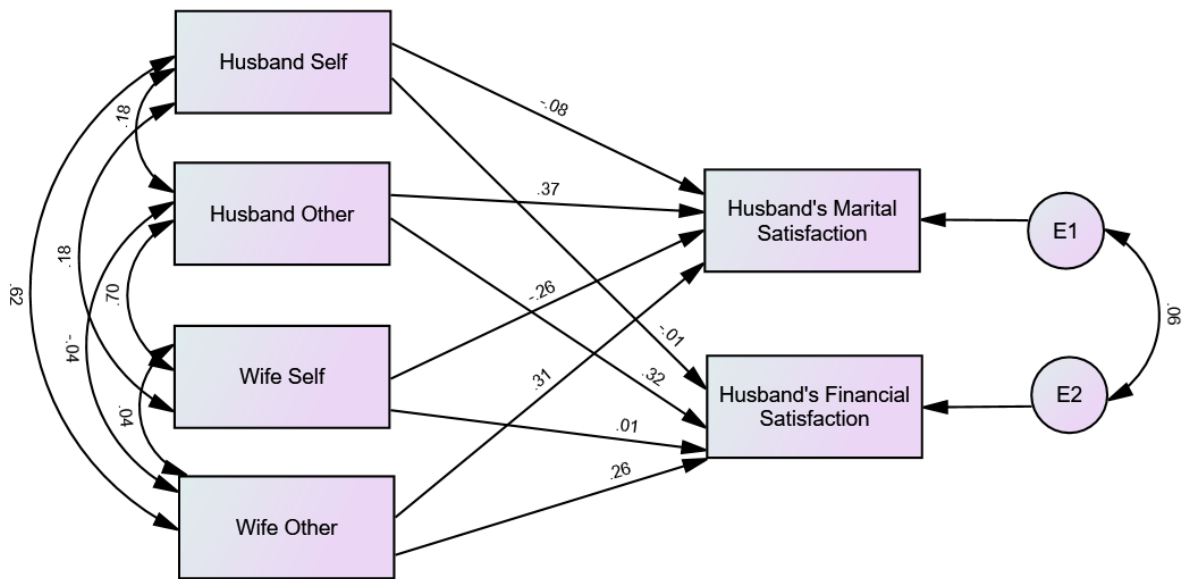 Husband Self
Husband Other
Wife Self
Wife Other
Husband's Marital
Satisfaction
Husband's Financial
Satisfaction
E1
E2
.18
.18
.62
.70
-.04
.04
-.08
.37
-.26
-.01
.31
.32
.01
.26
.06